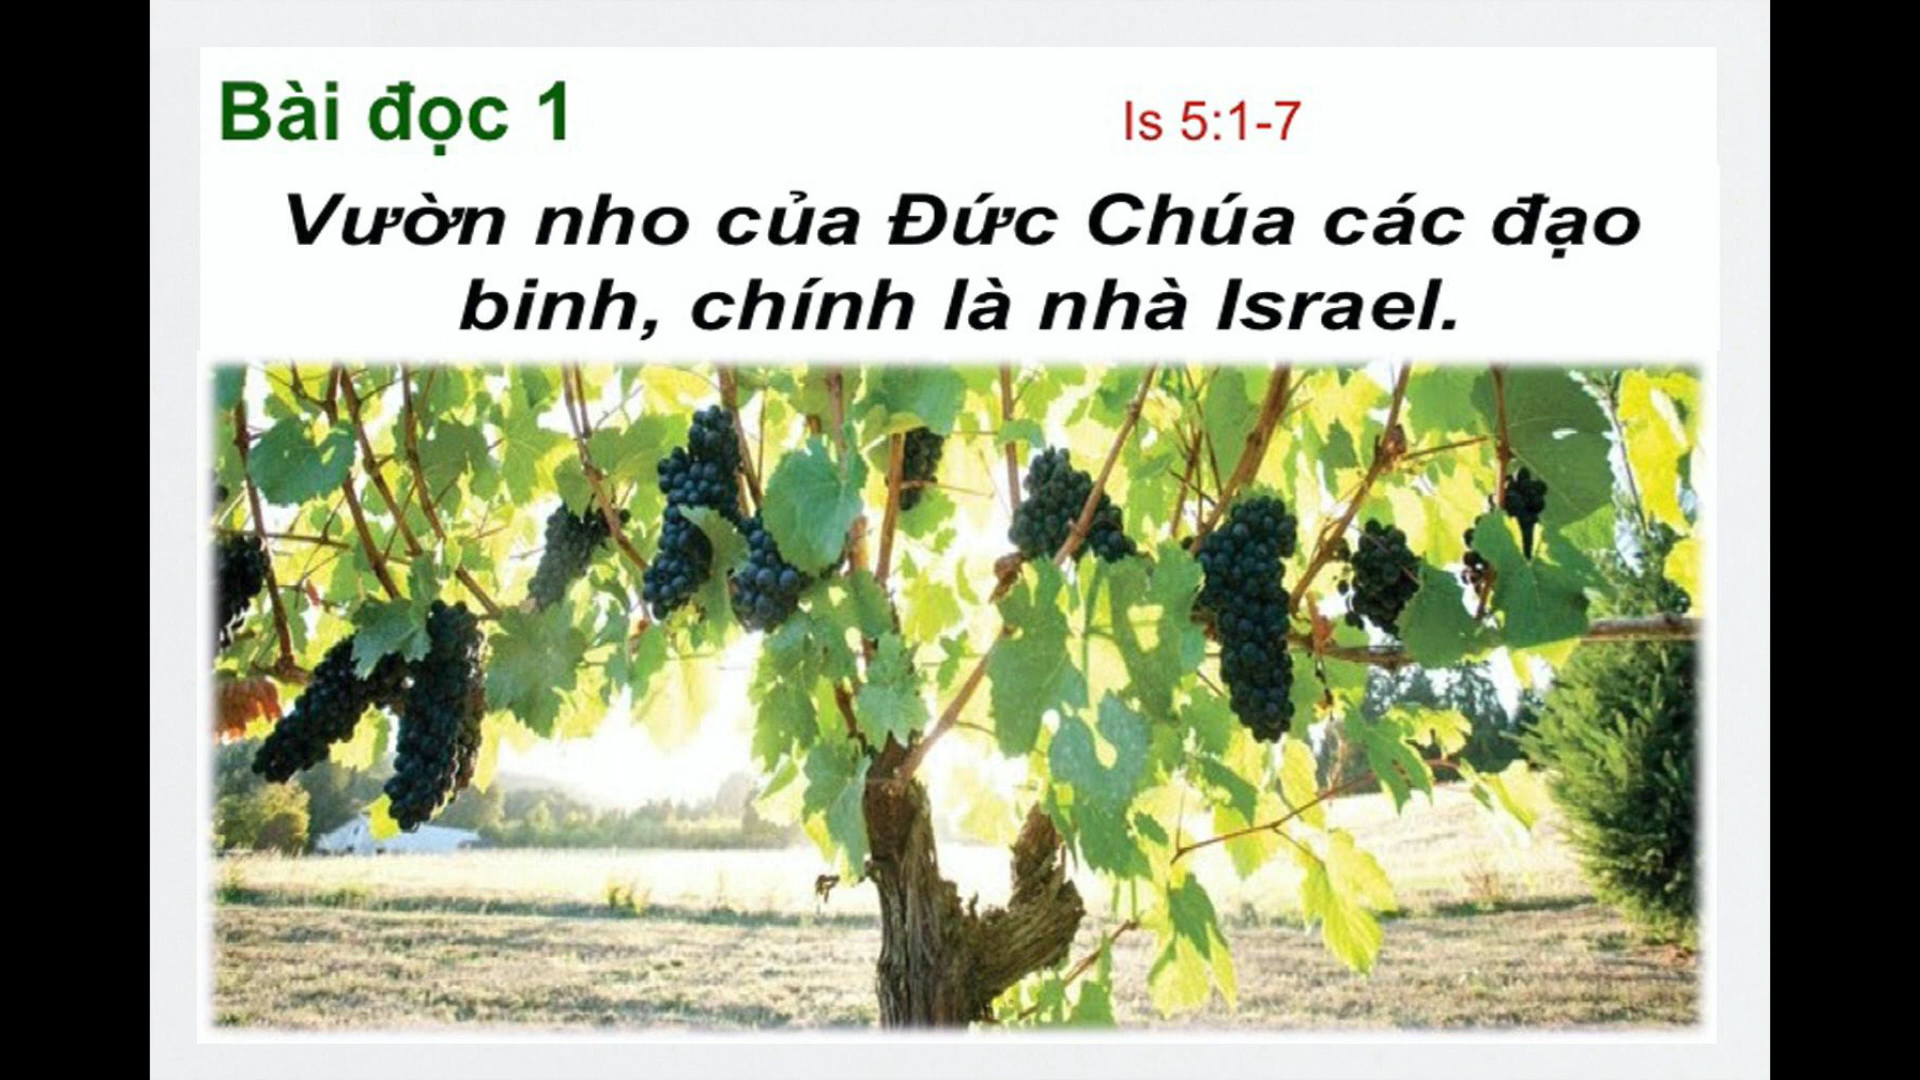 Bài đọc 1 Is 5:1-7
Vườn nho của Đức Chúa các đạo
binh, chính là nhà Israel.